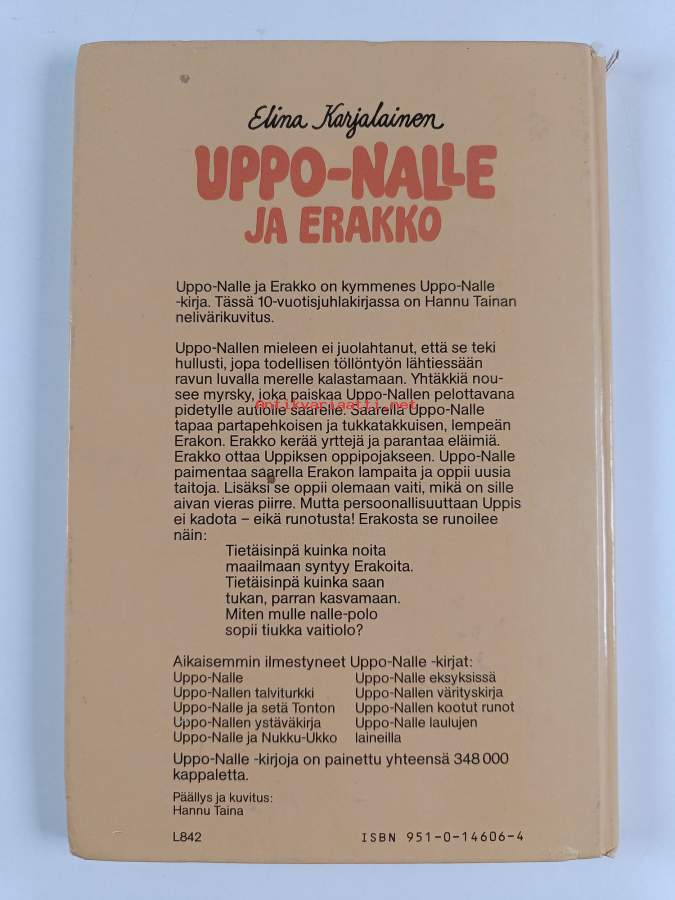 Elina Karjalainen
UPPO-NALLE
JA ERAKKO
Uppo-Nalle ja Erakko on kymmenes Uppo-Nalle
-kirja. Tässä 10-vuotisjuhlakirjassa on Hannu Tainan
nelivärikuvitus.
Uppo-Nallen mieleen ei juolahtanut, että se teki
hullusti, jopa todellisen töllöntyön lähtiessään
ravun luvalla merelle kalastamaan. Yhtäkkiä nou-
see myrsky, joka paiskaa Uppo-Nallen pelottavana
pidetylle autiolle saarelle. Saarella Uppo-Nalle
Antikvariaatti.net
tapaa partapehkoisen ja tukkatakkuisen, lempeän
Erakon. Erakko kerää yrttejä ja parantaa eläimiä.
Erakko ottaa Uppiksen oppipojakseen. Uppo-Nalle
paimentaa saarella Erakon lampaita ja oppii uusia
taitoja. Lisäksi se oppii olemaan vaiti, mikä on sille
aivan vieras piirre. Mutta persoonallisuuttaan Uppis
ei kadota – eikä runotusta! Erakosta se runoilee
näin:
Tietäisinpä kuinka noita
maailmaan syntyy Erakoita.
Tietäisinpä kuinka saan
tukan, parran kasvamaan.
Miten mulle nalle-polo
sopii tiukka vaitiolo?
Aikaisemmin ilmestyneet Uppo-Nalle -kirjat:
Uppo-Nalle
Uppo-Nallen talviturkki
Uppo-Nalle ja setä Tonton
Uppo-Nallen ystäväkirja
Uppo-Nalle ja Nukku-Ukko
Uppo-Nalle eksyksissä
Uppo-Nallen värityskirja
Uppo-Nallen kootut runot
Uppo-Nalle laulujen
laineilla
Uppo-Nalle -kirjoja on painettu yhteensä 348 000
kappaletta.
Päällys ja kuvitus:
Hannu Taina
L842
ISBN 951-0-14606-4